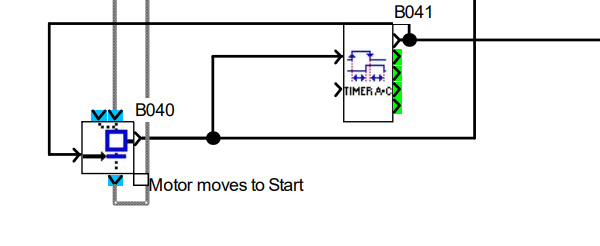 B041
TIMER A•C
B040
Motor moves to Start